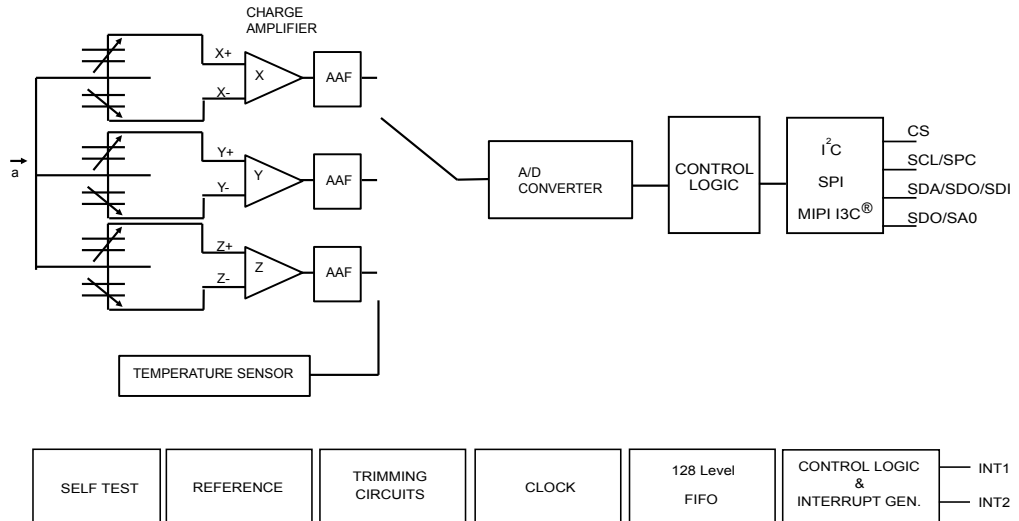 CHARGE
AMPLIFIER
X+
X
AAF
X-
Y+
Y
AAF
Y-
a
Z+
Z
AAF
Z-
TEMPERATURE SENSOR
A/D
CONVERTER
CONTROL
LOGIC
I²C
SPI
MIPI I3C®
CS
SCL/SPC
SDA/SDO/SDI
SDO/SA0
SELF TEST
REFERENCE
TRIMMING
CIRCUITS
CLOCK
128 Level
FIFO
CONTROL LOGIC
&
INTERRUPT GEN.
INT1
INT2